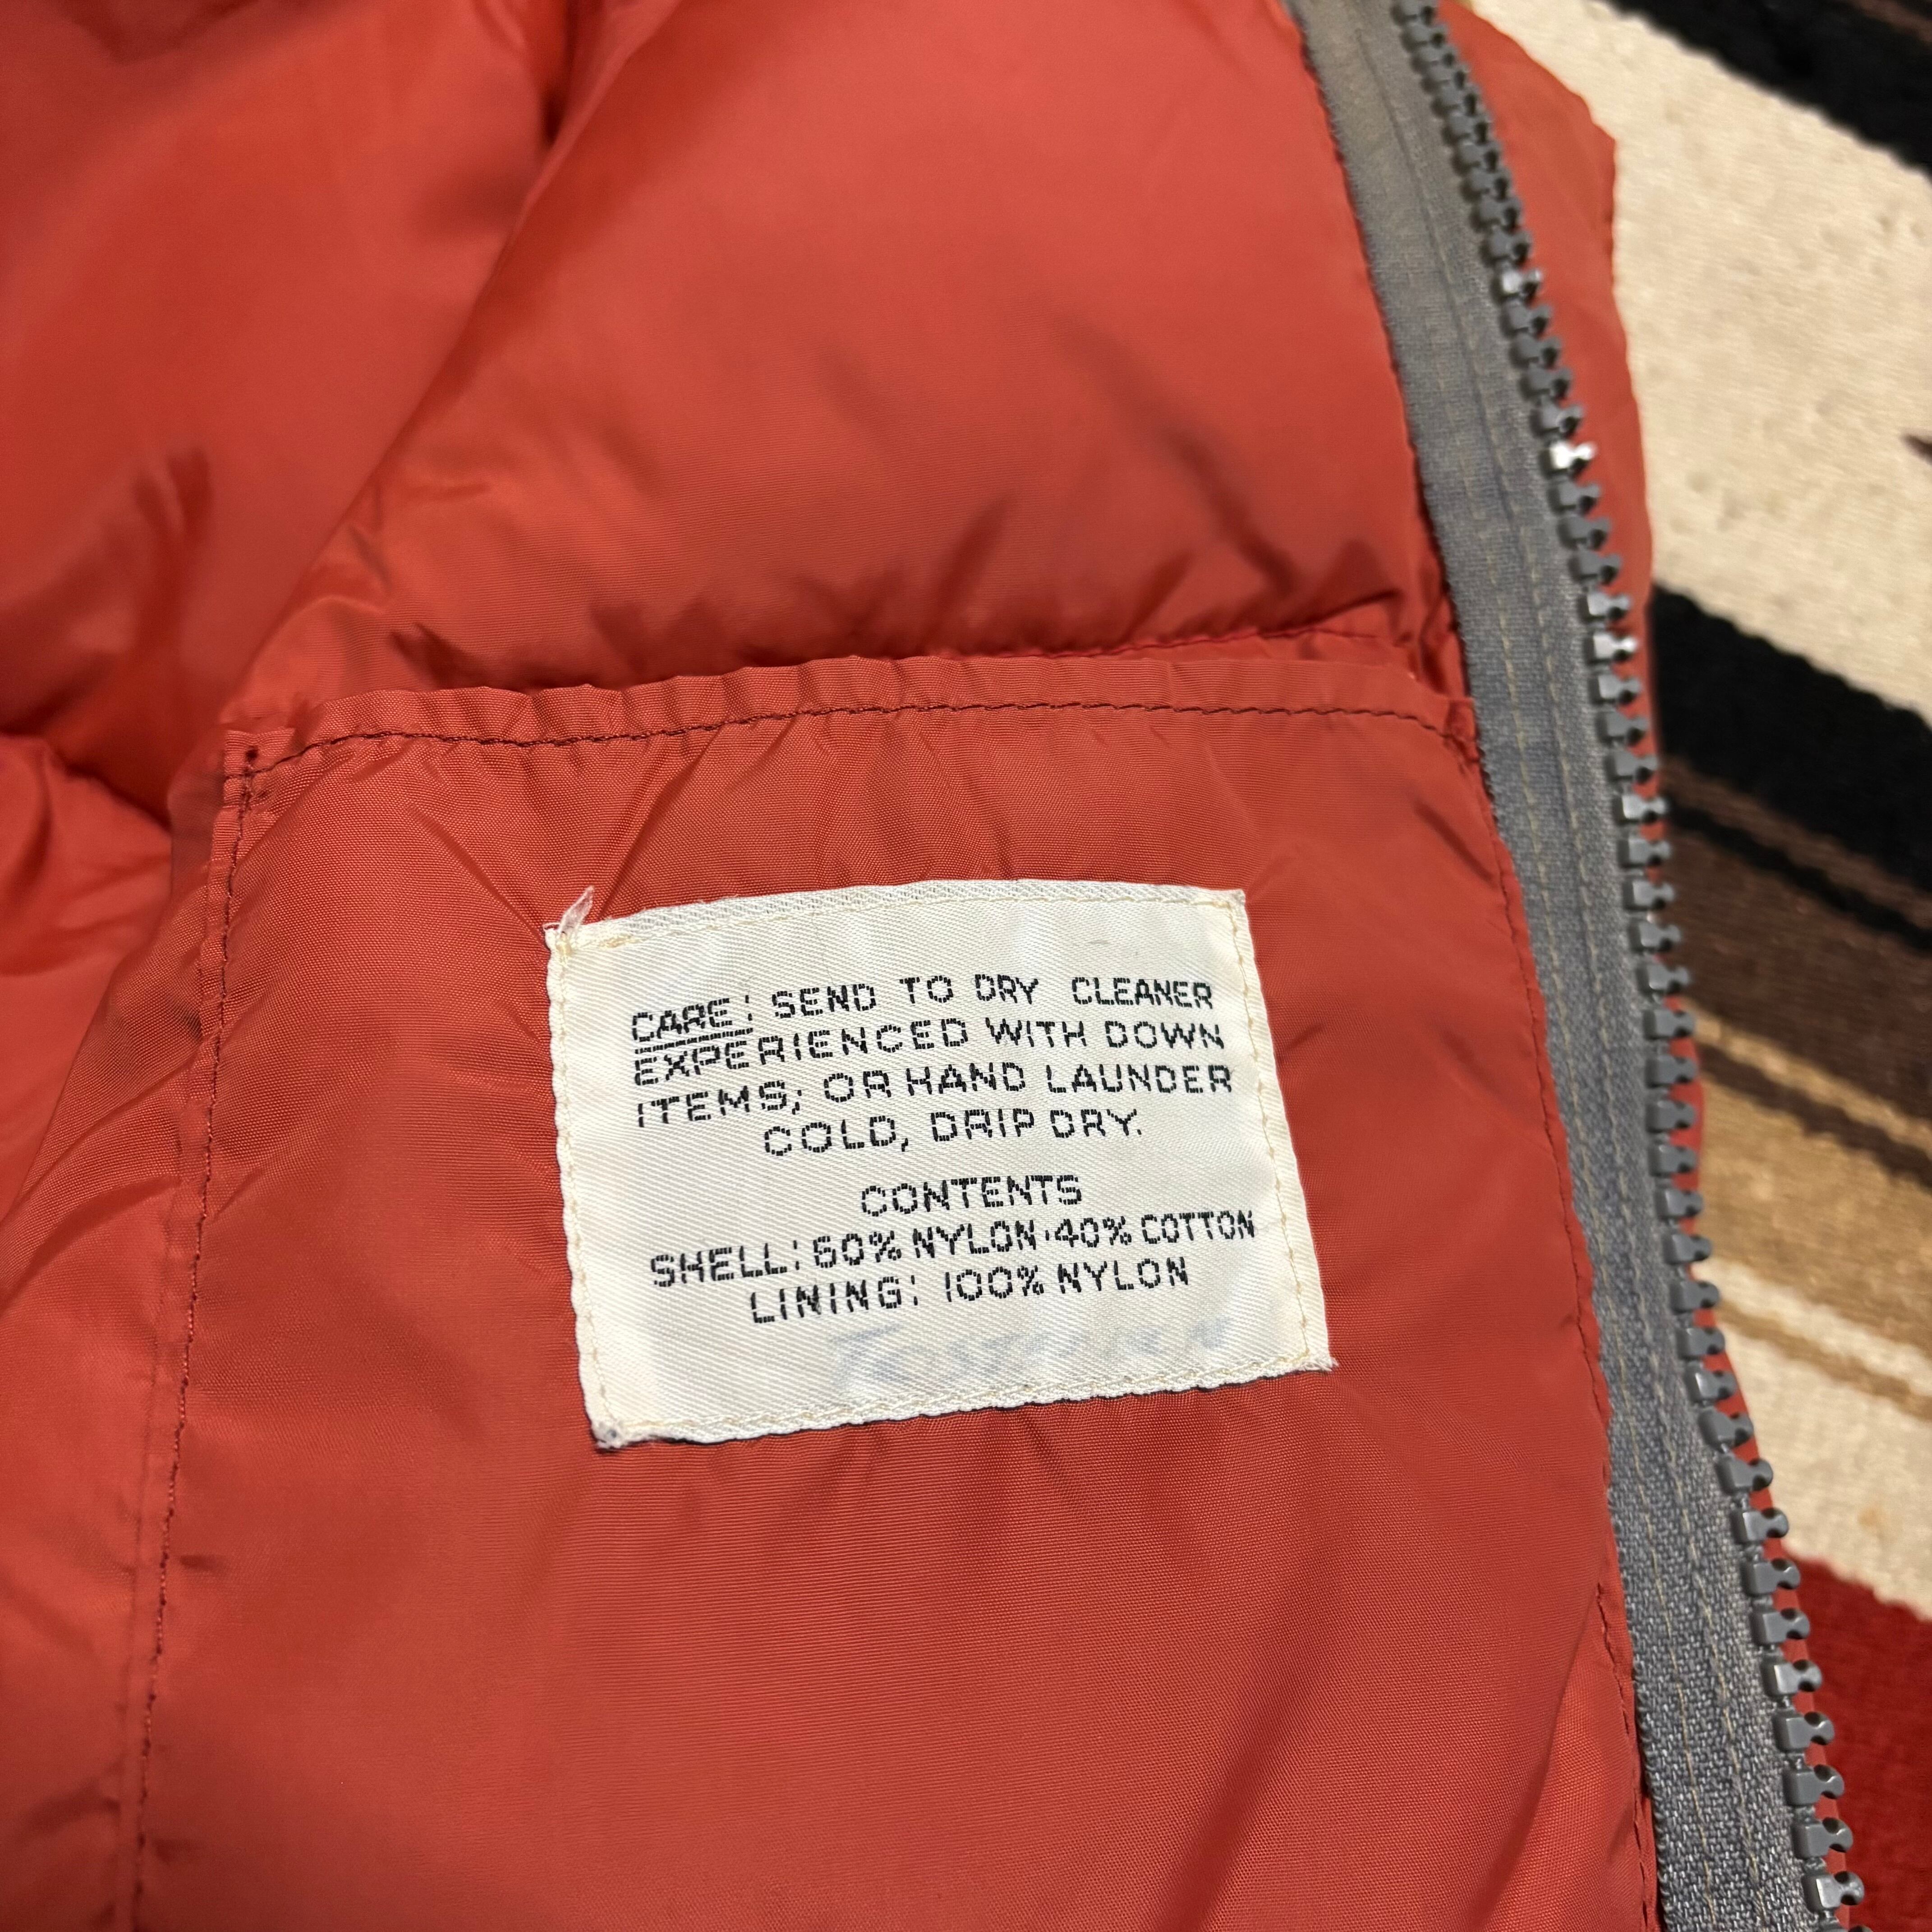 CARE: SEND TO DRY CLEANER
EXPERIENCED WITH DOWN
ITEMS; OR HAND LAUNDER
COLD, DRIP DRY.
CONTENTS
SHELL: 60% NYLON·40% COTTON
LINING: 100% NYLON